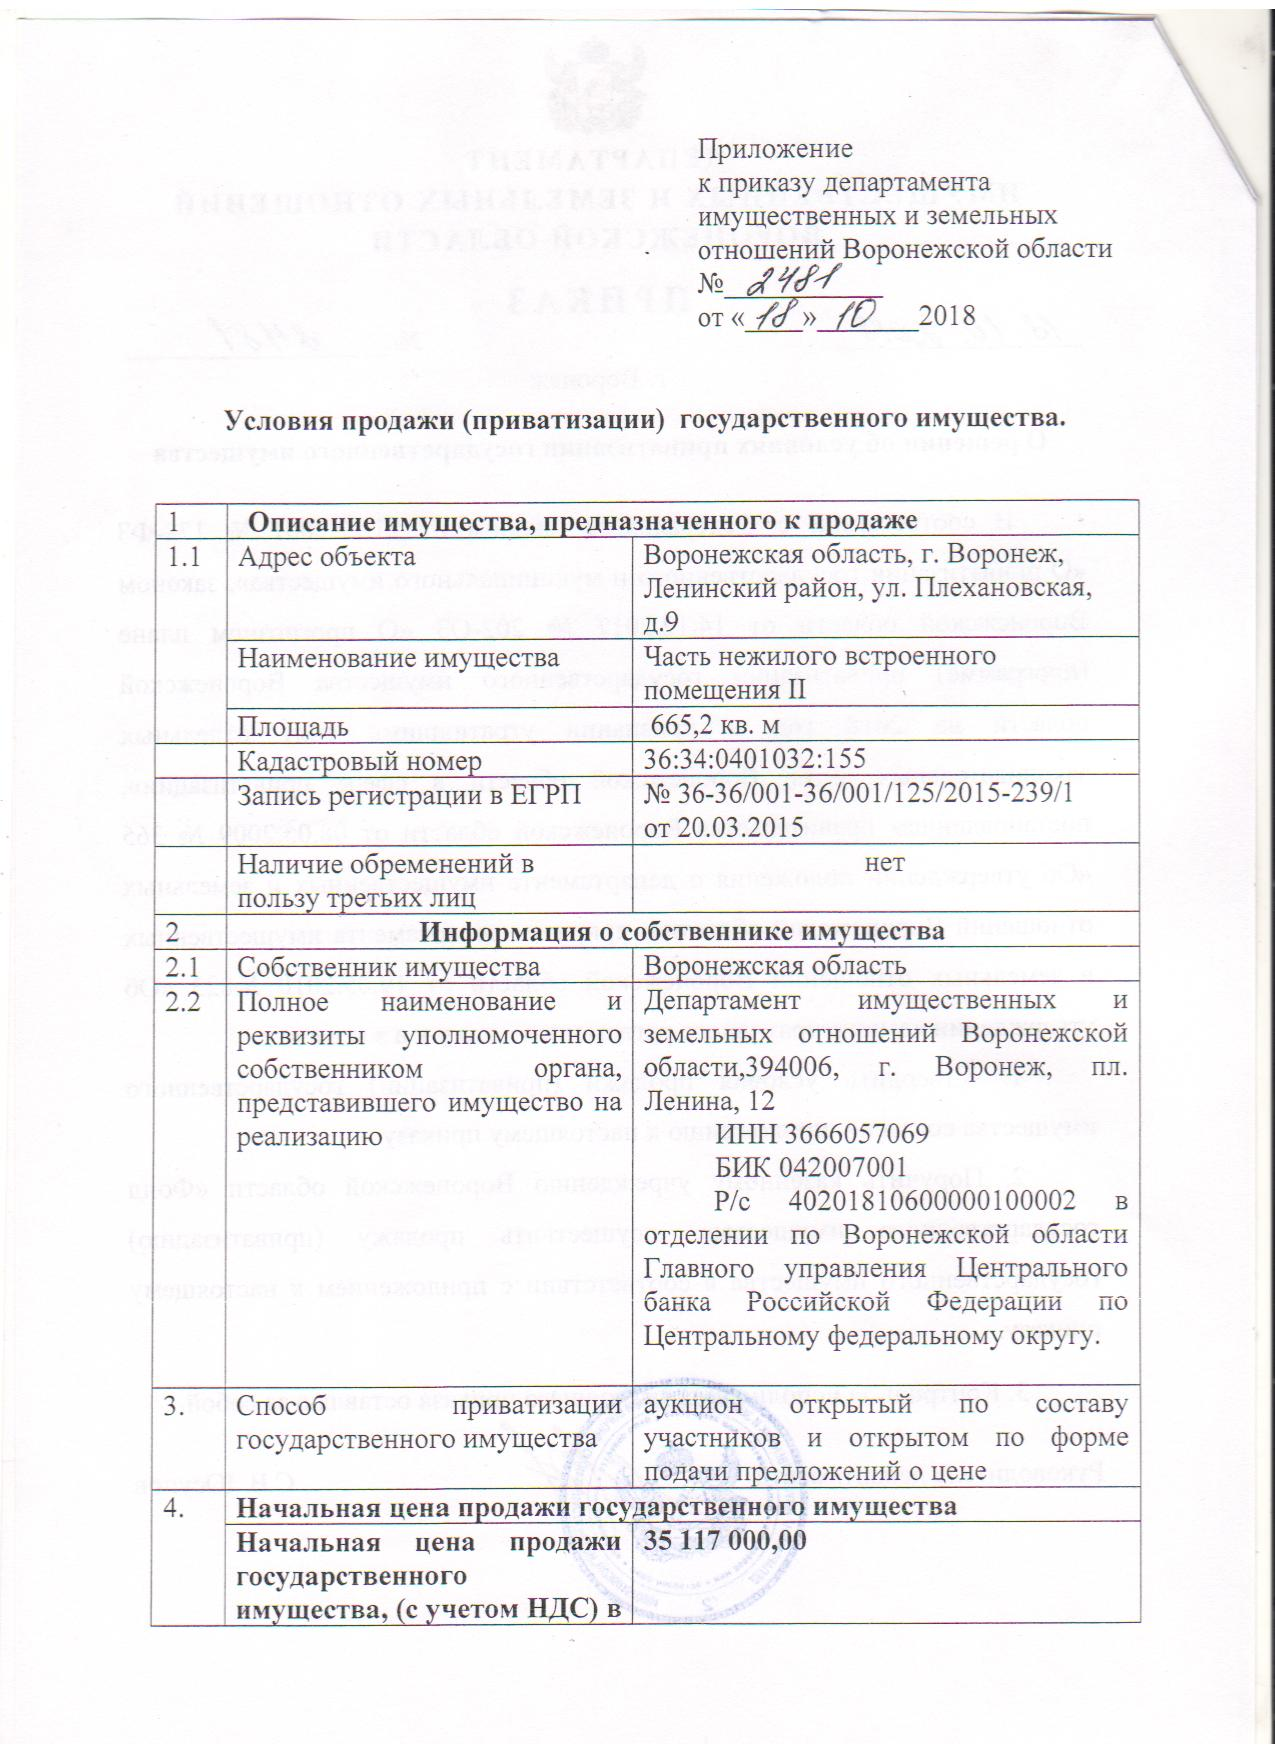 Приложение
к приказу департамента
имущественных и земельных
отношений Воронежской области
№ 2481
от « 18 » 10 2018
Условия продажи (приватизации) государственного имущества.
1
Описание имущества, предназначенного к продаже
1.1
Адрес объекта
Воронежская область, г. Воронеж,
Ленинский район, ул. Плехановская,
д.9
Наименование имущества
Часть нежилого встроенного
помещения II
Площадь
665,2 кв. м
Кадастровый номер
36:34:0401032:155
Запись регистрации в ЕГРП
№ 36-36/001-36/001/125/2015-239/1
от 20.03.2015
Наличие обременений в
пользу третьих лиц
нет
2
Информация о собственнике имущества
2.1
Собственник имущества
Воронежская область
2.2
Полное наименование и
реквизиты уполномоченного
собственником органа,
представившего имущество на
реализацию
Департамент имущественных и
земельных отношений Воронежской
области,394006, г. Воронеж, пл.
Ленина, 12
ИНН 3666057069
БИК 042007001
Р/с 40201810600000100002 в
отделении по Воронежской области
Главного управления Центрального
банка Российской Федерации по
Центральному федеральному округу.
3.
Способ приватизации
государственного имущества
аукцион открытый по составу
участников и открытом по форме
подачи предложений о цене
4.
Начальная цена продажи государственного имущества
Начальная цена продажи
государственного
имущества, (с учетом НДС) в
35 117 000,00